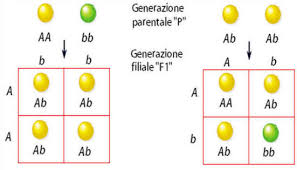 Generazione
parentale "P"
AA bb
Ab Ab
Generazione
filiale "F1"
b b
A Ab Ab
A Ab Ab
A b
A AA Ab
b Ab bb